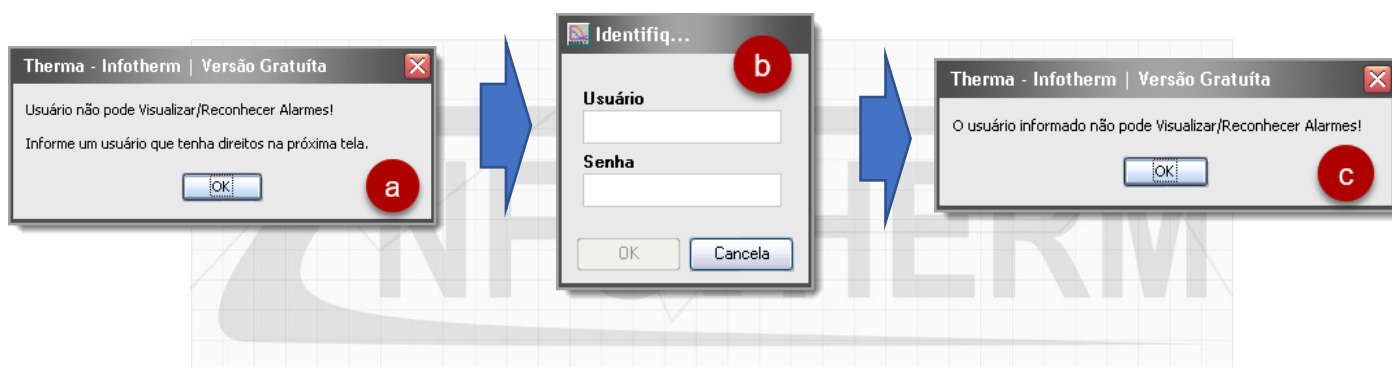 Therma - Infotherm | Versão Gratuíta
Usuário não pode Visualizar/Reconhecer Alarmes!
Informe um usuário que tenha direitos na próxima tela.
OK
a
Identifiq...
b
Usuário
Senha
OK
Cancela
Therma - Infotherm | Versão Gratuíta
O usuário informado não pode Visualizar/Reconhecer Alarmes!
OK
c
INFOTHERM